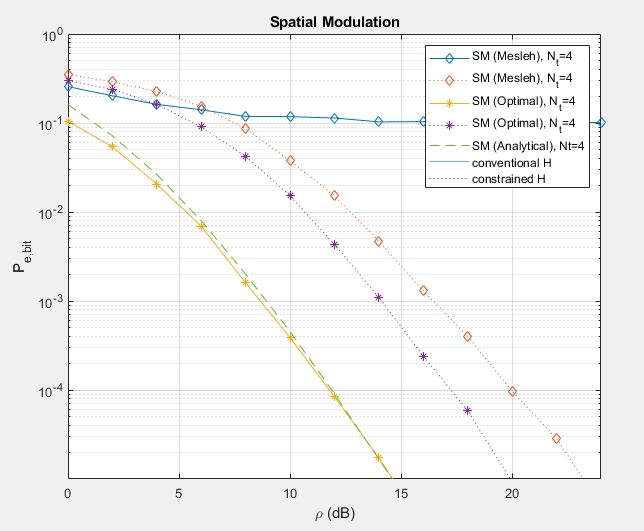 Spatial Modulation
10^0
10^-1
10^-2
10^-3
10^-4
P_e,bit
0
5
10
15
20
ρ (dB)
SM (Mesleh), N_t=4
SM (Mesleh), N_t=4
SM (Optimal), N_t=4
SM (Optimal), N_t=4
SM (Analytical), Nt=4
conventional H
constrained H